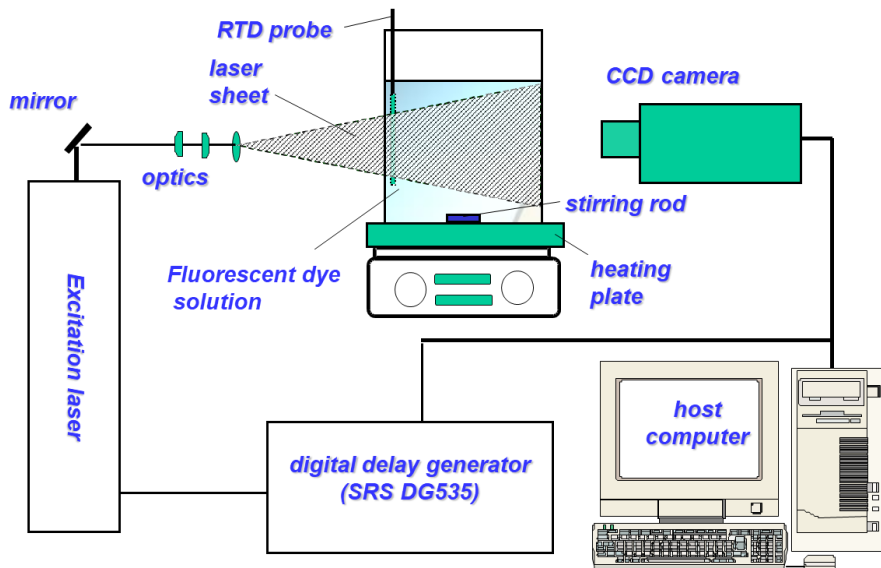 RTD probe
laser
sheet
mirror
CCD camera
optics
stirring rod
Fluorescent dye
solution
heating
plate
Excitation laser
host
computer
digital delay generator
(SRS DG535)